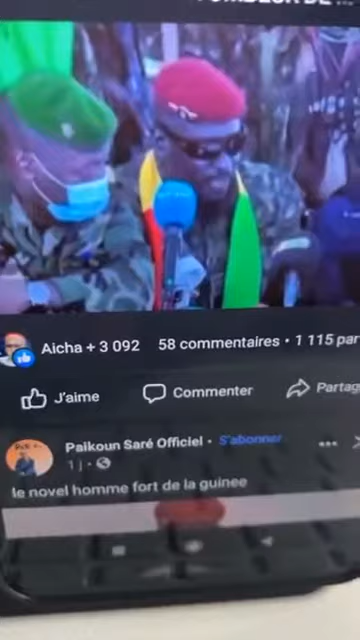 Aicha + 3 092 58 commentaires • 1 115 par
J'aime Commenter Partag
Paikoun Saré Officiel • S'abonner
1 j •
le novel homme fort de la guinee